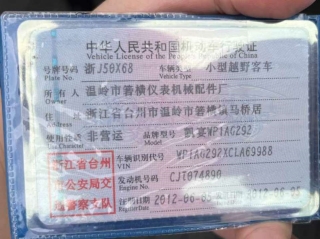 中华人民共和国机动车行驶证
Vehicle License of the People's Republic of China
号牌号码 浙J50X68 车辆类型 小型越野客车
Plate No. Vehicle Type
所有人 温岭市箬横仪表机械配件厂
Owner
住址 浙江省台州市温岭市箬横镇马桥居
Address
使用性质 非营运 品牌型号 凯宴WP1AG292
Use Character Model
浙江省台州市公安局交通警察支队
车辆识别代号 WP1AG292XCLA69988
VIN
发动机号码 CJT074890
Engine No.
注册日期 2012-06-05